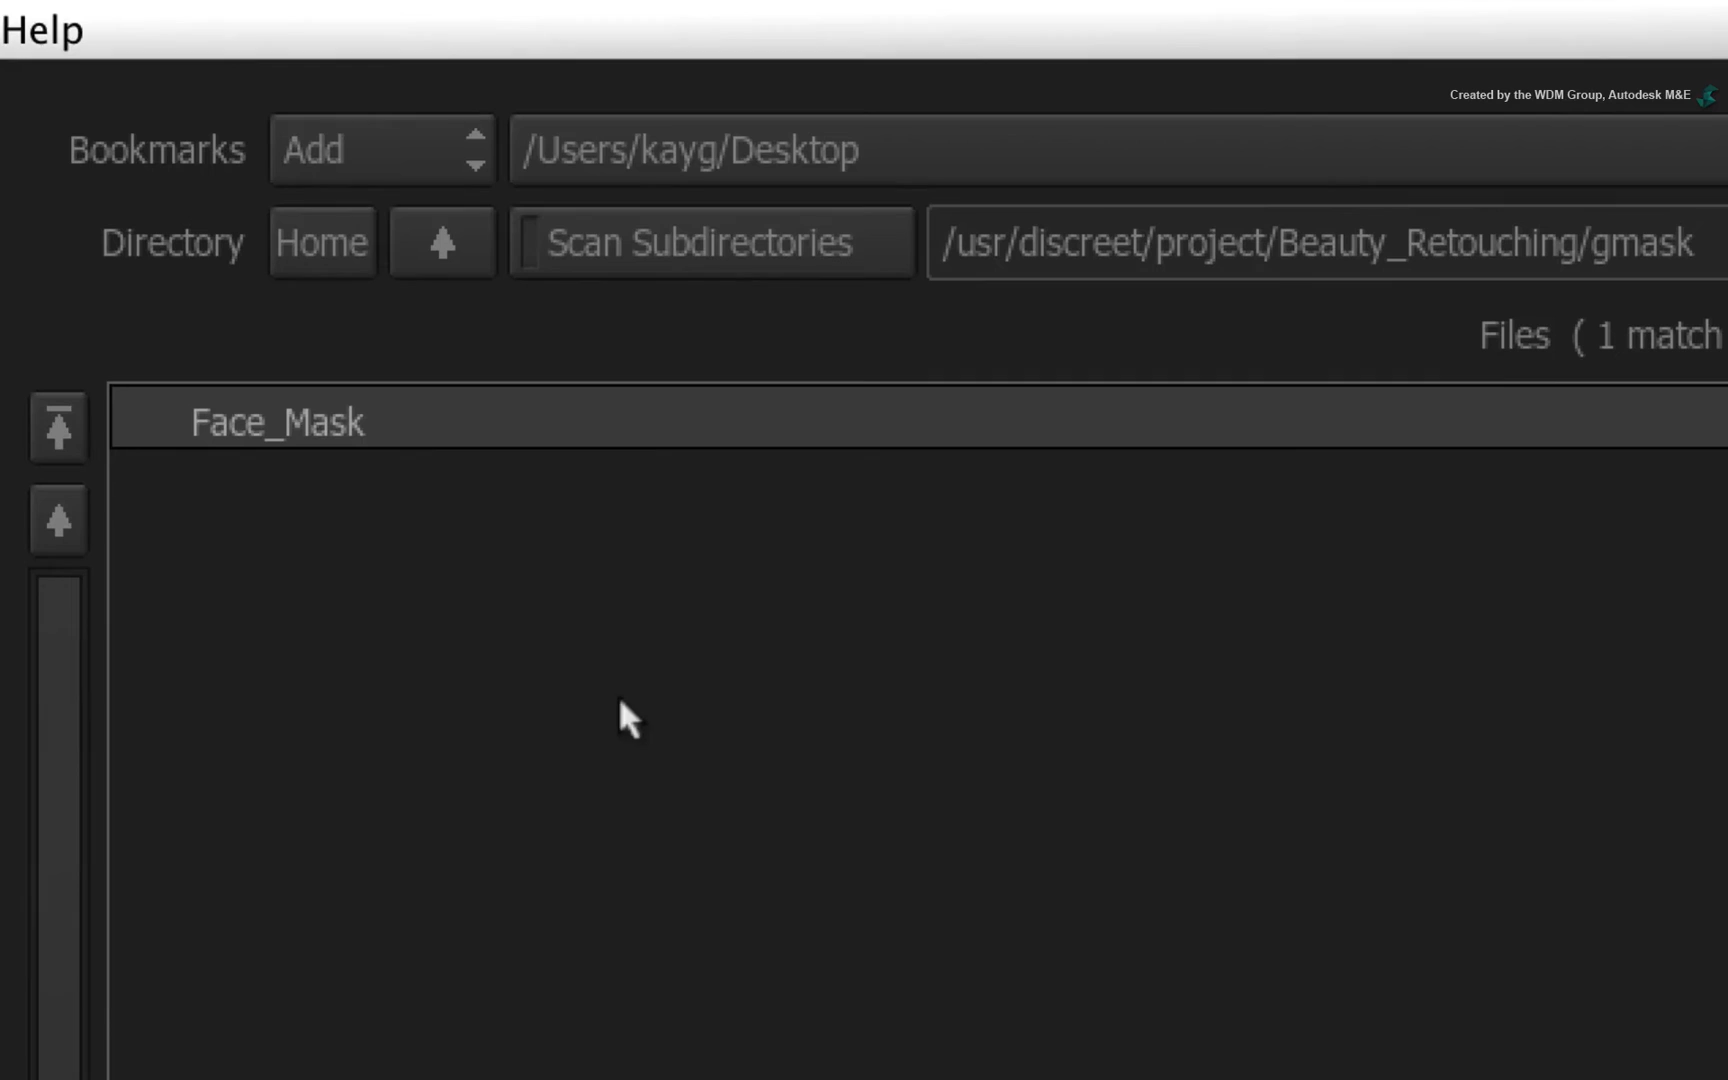 Help
Created by the WDM Group, Autodesk M&E
Bookmarks Add /Users/kayg/Desktop
Directory Home Scan Subdirectories /usr/discreet/project/Beauty_Retouching/gmask
Files ( 1 match
Face_Mask